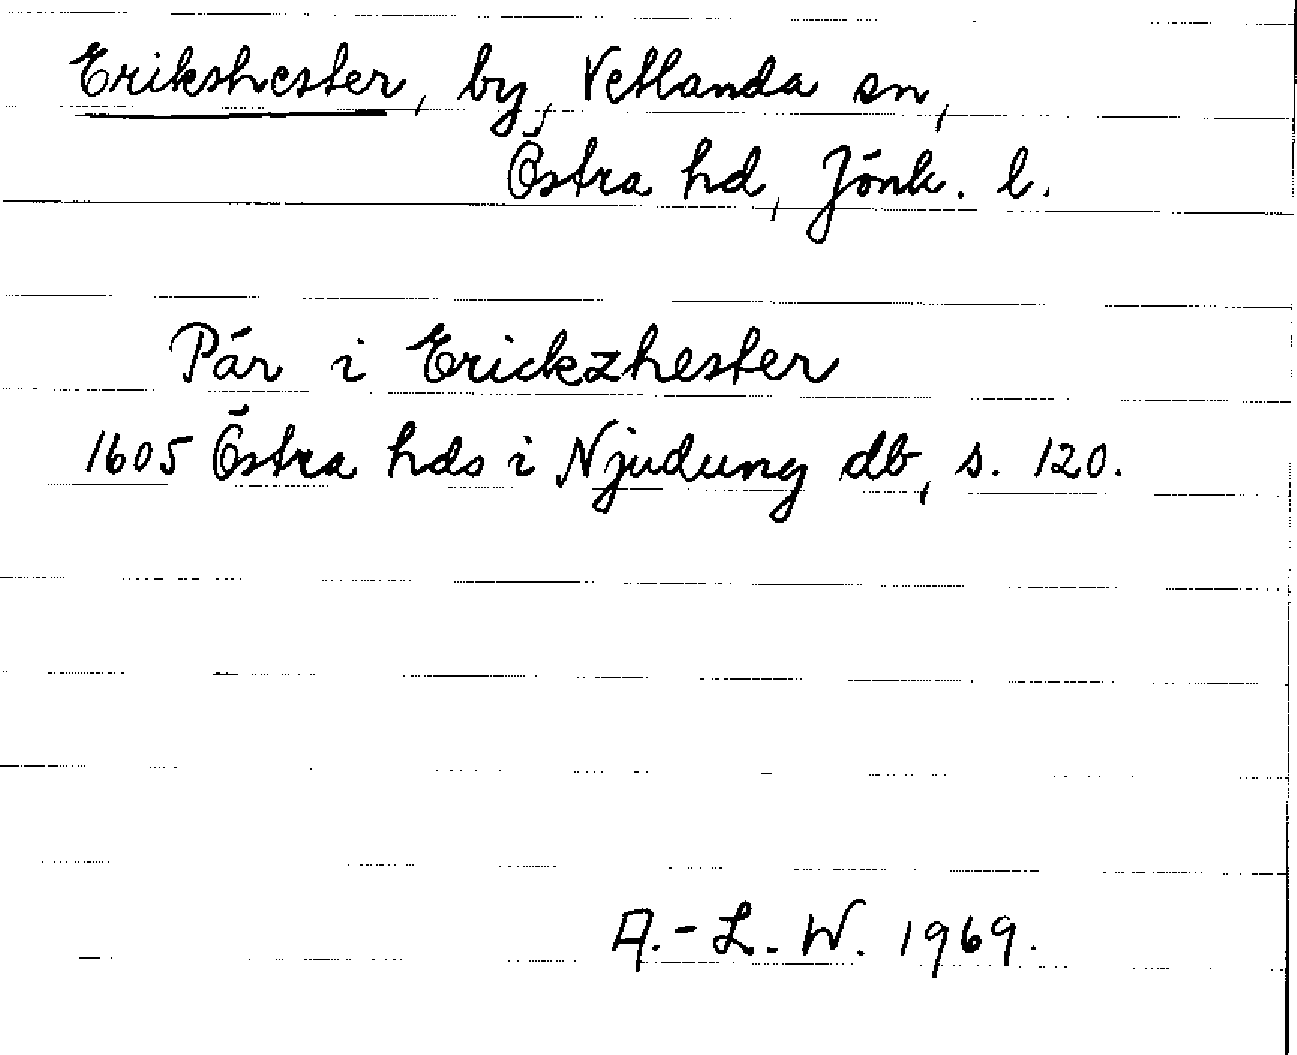 Erikshester, by, Vetlanda sn,
Östra hd, Jönk. l.
Pär i Erickzhester
1605 Östra hds i Njudung db, s. 120.
A.-L. W. 1969.